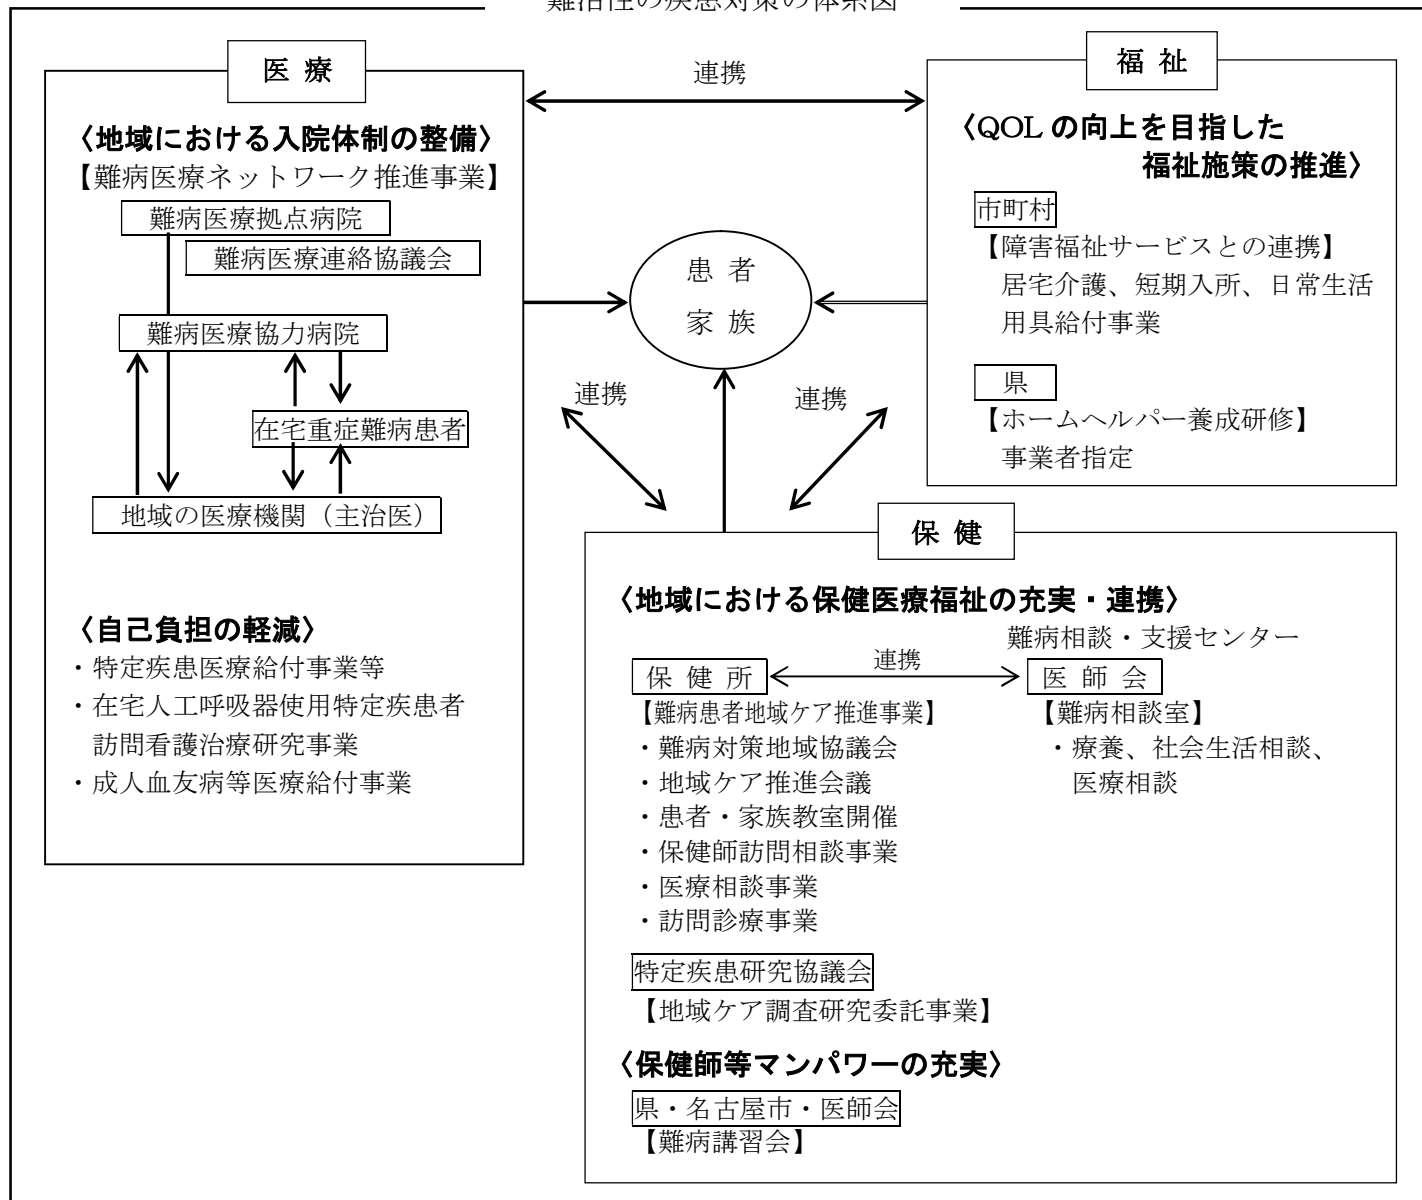 難治性の疾患対策の体系図
医 療
〈地域における入院体制の整備〉
【難病医療ネットワーク推進事業】
難病医療拠点病院
難病医療連絡協議会
難病医療協力病院
在宅重症難病患者
地域の医療機関（主治医）
〈自己負担の軽減〉
・特定疾患医療給付事業等
・在宅人工呼吸器使用特定疾患者
訪問看護治療研究事業
・成人血友病等医療給付事業
連携
患 者
家 族
連携
連携
福 祉
〈QOL の向上を目指した
福祉施策の推進〉
市町村
【障害福祉サービスとの連携】
居宅介護、短期入所、日常生活
用具給付事業
県
【ホームヘルパー養成研修】
事業者指定
保 健
〈地域における保健医療福祉の充実・連携〉
難病相談・支援センター
保 健 所
連携
医 師 会
【難病患者地域ケア推進事業】
・難病対策地域協議会
・地域ケア推進会議
・患者・家族教室開催
・保健師訪問相談事業
・医療相談事業
・訪問診療事業
【難病相談室】
・療養、社会生活相談、
医療相談
特定疾患研究協議会
【地域ケア調査研究委託事業】
〈保健師等マンパワーの充実〉
県・名古屋市・医師会
【難病講習会】